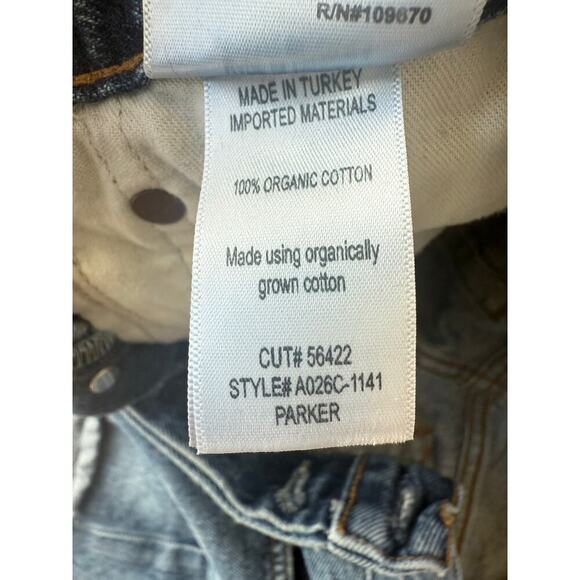 R/N#109670
MADE IN TURKEY
IMPORTED MATERIALS
100% ORGANIC COTTON
Made using organically
grown cotton
CUT# 56422
STYLE# A026C-1141
PARKER